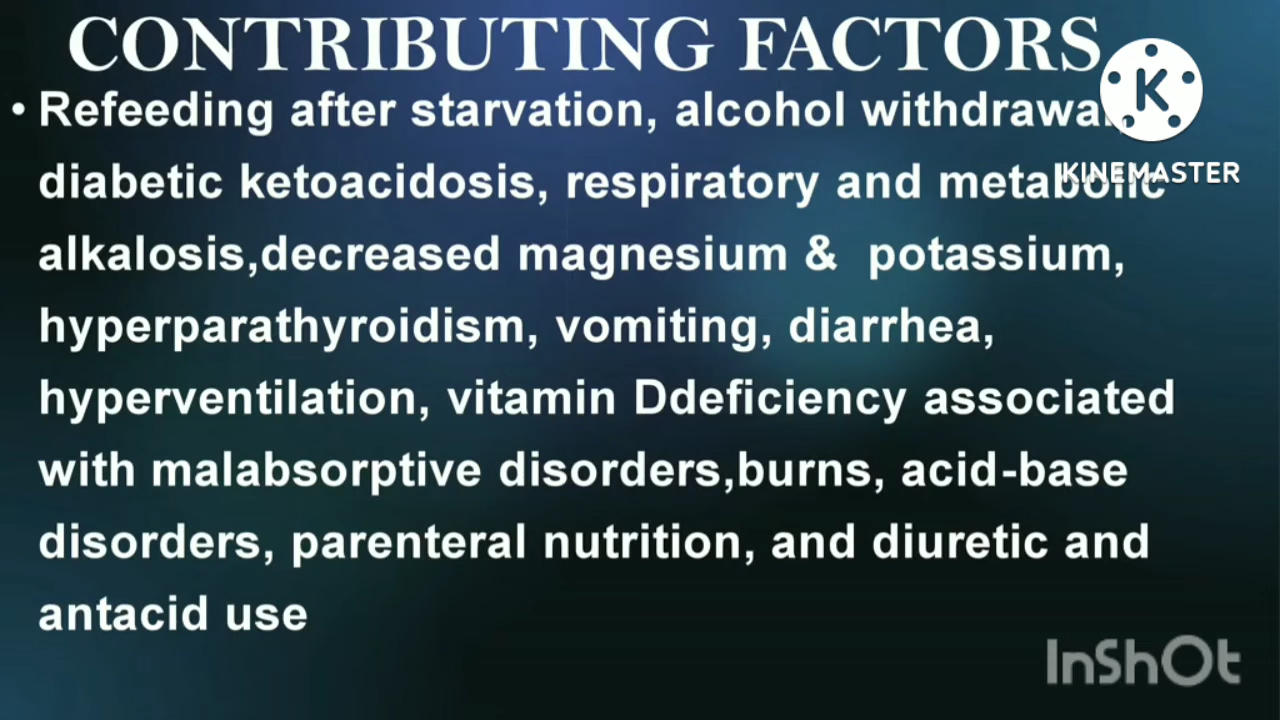 CONTRIBUTING FACTORS
• Refeeding after starvation, alcohol withdrawal,
diabetic ketoacidosis, respiratory and metabolic
alkalosis,decreased magnesium &  potassium,
hyperparathyroidism, vomiting, diarrhea,
hyperventilation, vitamin Ddeficiency associated
with malabsorptive disorders,burns, acid-base
disorders, parenteral nutrition, and diuretic and
antacid use
K
KINEMASTER
InShOt